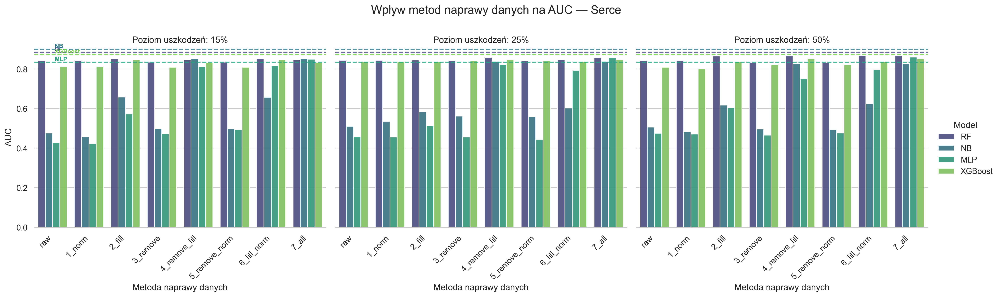 Wpływ metod naprawy danych na AUC — Serce
Poziom uszkodzeń: 15%
Poziom uszkodzeń: 25%
Poziom uszkodzeń: 50%
NB
RF
XGBoost
MLP
AUC
0.8
0.6
0.4
0.2
0.0
raw
1_norm
2_fill
3_remove
4_remove_fill
5_remove_norm
6_fill_norm
7_all
raw
1_norm
2_fill
3_remove
4_remove_fill
5_remove_norm
6_fill_norm
7_all
raw
1_norm
2_fill
3_remove
4_remove_fill
5_remove_norm
6_fill_norm
7_all
Metoda naprawy danych
Metoda naprawy danych
Metoda naprawy danych
Model
RF
NB
MLP
XGBoost